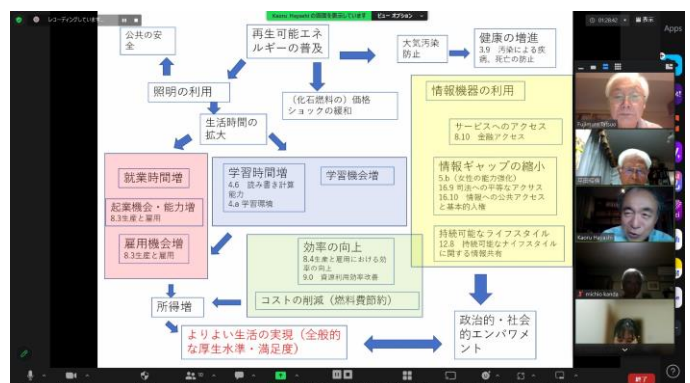 レコーディングしています...
Kaoru Hayashi の画面を表示しています
ビュー オプション
01:28:42
表示
Apps
公共の安
全
再生可能エネ
ルギーの普及
大気汚染
防止
健康の増進
3.9 汚染による疾
病、死亡の防止
照明の利用
(化石燃料の)価格
ショックの緩和
生活時間の
拡大
情報機器の利用
サービスへのアクセス
8.10 金融アクセス
情報ギャップの縮小
5.b(女性の能力強化)
16.9 司法への平等なアクサス
16.10 情報への公共アクセス
と基本的人権
持続可能なライフスタイル
12.8 持続可能なナイフスタイル
に関する情報共有
就業時間増
起業機会・能力増
8.3生産と雇用
雇用機会増
8.3生産と雇用
学習時間増
4.6 読み書き計算
能力
4.a 学習環境
学習機会増
効率の向上
8.4生産と雇用における効
率の向上
9.0 資源利用効率改善
コストの削減(燃料費節約)
所得増
よりよい生活の実現(全般的
な厚生水準・満足度)
政治的・社会
的エンパワメ
ント
Fujimura Tatsuo
Kaoru Hayashi
michio kanda
終了